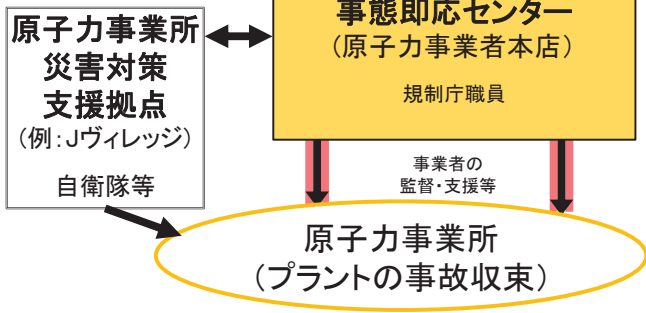 原子力事業所
災害対策
支援拠点
(例:Jヴィレッジ)
自衛隊等
事態即応センター
(原子力事業者本店)
規制庁職員
事業者の
監督・支援等
原子力事業所
(プラントの事故収束)